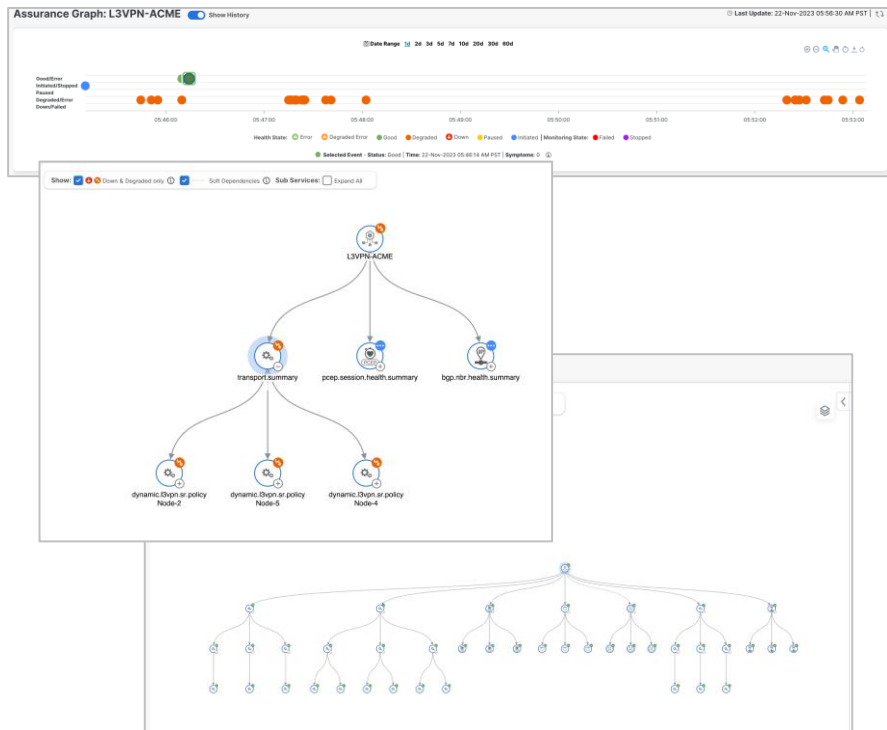 Assurance Graph: L3VPN-ACME Show History Last Update: 22-Nov-2023 05:56:30 AM PST |
Date Range 1d 2d 3d 5d 7d 10d 20d 30d 60d
Good/Error
Initiated/Stopped
Paused
Degraded/Error
Down/Failed
05:46:00 05:47:00 05:48:00 05:49:00 05:50:00 05:51:00 05:52:00 05:53:00
Health State: Error Degraded Error Good Degraded Down Paused Initiated | Monitoring State: Failed Stopped
Selected Event - Status: Good | Time: 22-Nov-2023 05:46:14 AM PST | Symptoms: 0
Show: Down & Degraded only Soft Dependencies Sub Services: Expand All
L3VPN-ACME
transport.summary pcep.session.health.summary bgp.nbr.health.summary
dynamic.l3vpn.sr.policy dynamic.l3vpn.sr.policy dynamic.l3vpn.sr.policy
Node-2 Node-5 Node-4